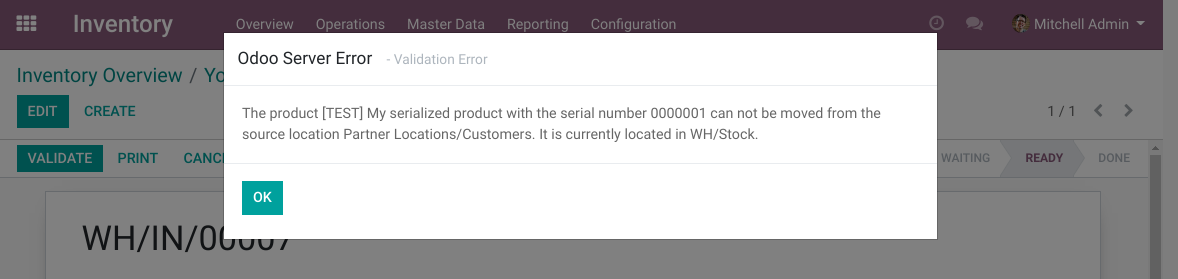 Inventory Overview Operations Master Data Reporting Configuration Mitchell Admin
Odoo Server Error - Validation Error
Inventory Overview / Yo
EDIT CREATE
The product [TEST] My serialized product with the serial number 0000001 can not be moved from the
source location Partner Locations/Customers. It is currently located in WH/Stock.
1 / 1
VALIDATE PRINT CANC WAITING READY DONE
OK
WH/IN/00007